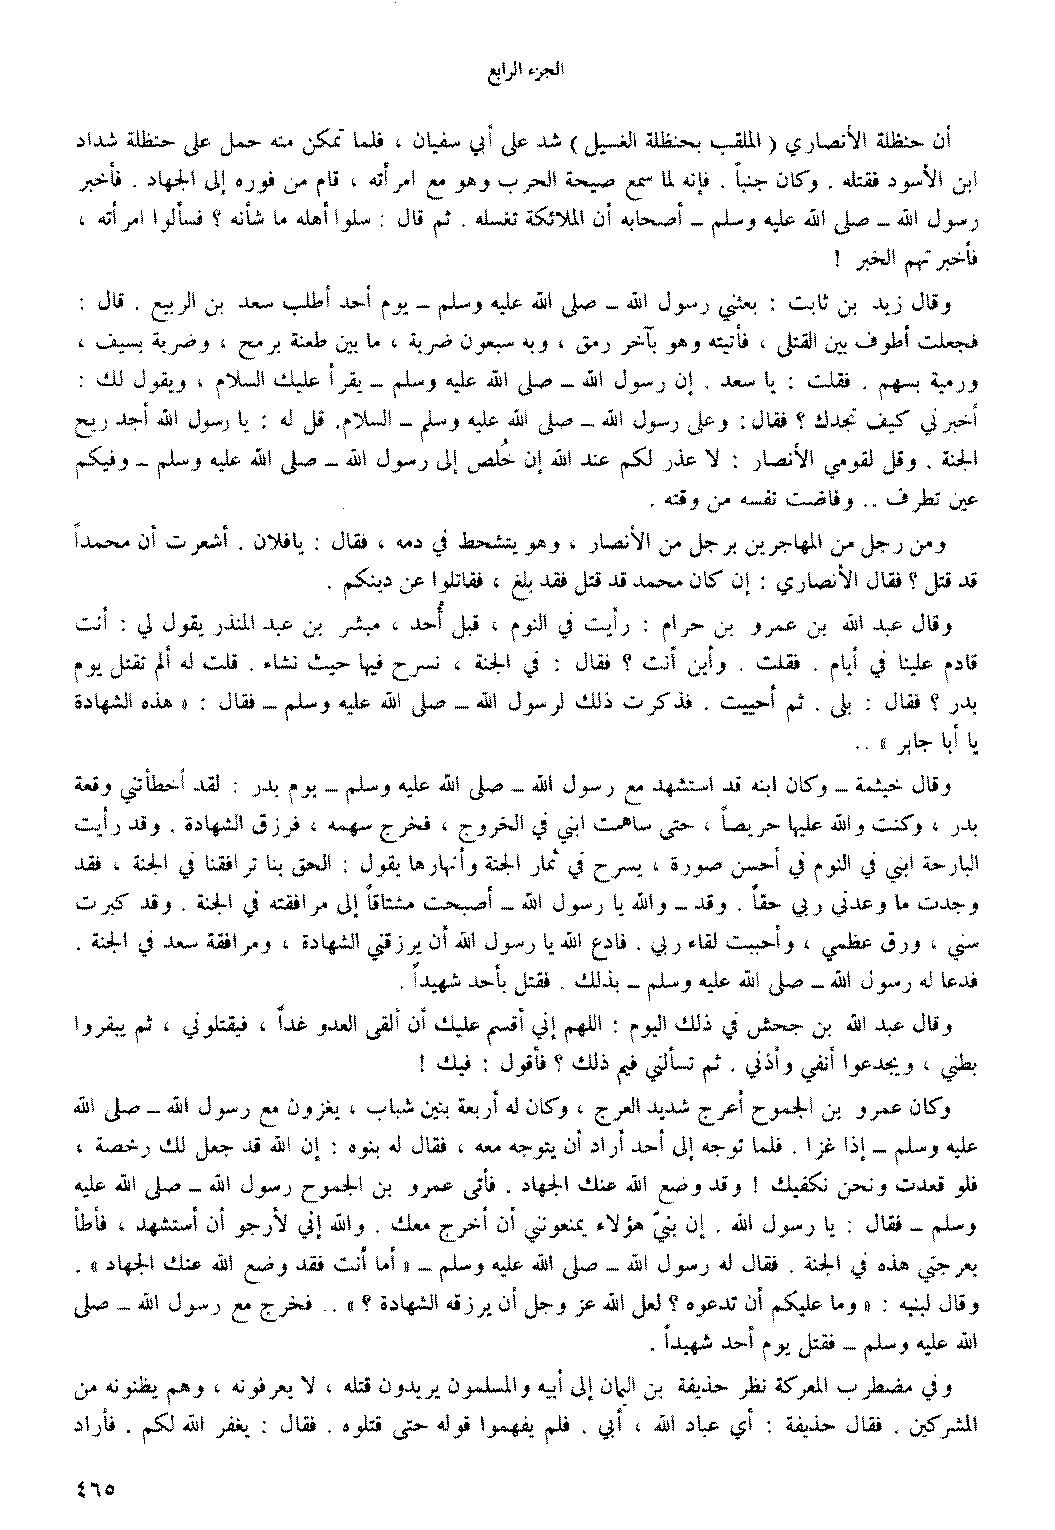 الجزء الرابع
أن حنظلة الأنصاري ( الملقب بحنظلة الغسيل ) شد على أبي سفيان ، فلما تمكن منه حمل على حنظلة شداد
ابن الأسود فقتله . وكان جنباً . فإنه لما سمع صيحة الحرب وهو مع امرأته ، قام من فوره إلى الجهاد . فأخبر
رسول الله – صلى الله عليه وسلم – أصحابه أن الملائكة تغسله . ثم قال : سلوا أهله ما شأنه ؟ فسألوا امرأته ،
فأخبرتهم الخبر !
وقال زيد بن ثابت : بعثني رسول الله – صلى الله عليه وسلم – يوم أحد أطلب سعد بن الربيع . قال :
فجعلت أطوف بين القتلى ، فأتيته وهو بآخر رمق ، وبه سبعون ضربة ، ما بين طعنة برمح ، وضربة بسيف ،
ورمية بسهم . فقلت : يا سعد . إن رسول الله – صلى الله عليه وسلم – يقرأ عليك السلام ، ويقول لك :
أخبرني كيف تجدك ؟ فقال : وعلى رسول الله – صلى الله عليه وسلم – السلام. قل له : يا رسول الله أجد ريح
الجنة . وقل لقومي الأنصار : لا عذر لكم عند الله إن خُلص إلى رسول الله – صلى الله عليه وسلم – وفيكم
عين تطرف .. وفاضت نفسه من وقته .
ومن رجل من المهاجرين برجل من الأنصار ، وهو يتشحط في دمه ، فقال : يافلان . أشعرت أن محمداً
قد قتل ؟ فقال الأنصاري : إن كان محمد قد قتل فقد بلغ ، فقاتلوا عن دينكم .
وقال عبد الله بن عمرو بن حرام : رأيت في النوم ، قبل أُحد ، مبشر بن عبد المنذر يقول لي : أنت
قادم علينا في أيام . فقلت . وأين أنت ؟ فقال : في الجنة ، نسرح فيها حيث نشاء . قلت له ألم تقتل يوم
بدر ؟ فقال : بلى . ثم أحييت . فذكرت ذلك لرسول الله – صلى الله عليه وسلم – فقال : « هذه الشهادة
يا أبا جابر » ..
وقال خيثمة – وكان ابنه قد استشهد مع رسول الله – صلى الله عليه وسلم – يوم بدر : لقد أخطأتني وقعة
بدر ، وكنت والله عليها حريصاً ، حتى ساهمت ابني في الخروج ، فخرج سهمه ، فرزق الشهادة . وقد رأيت
البارحة ابني في النوم في أحسن صورة ، يسرح في ثمار الجنة وأنهارها يقول : الحق بنا ترافقنا في الجنة ، فقد
وجدت ما وعدني ربي حقاً . وقد – والله يا رسول الله – أصبحت مشتاقاً إلى مرافقته في الجنة . وقد كبرت
سني ، ورق عظمي ، وأحببت لقاء ربي . فادع الله يا رسول الله أن يرزقني الشهادة ، ومرافقة سعد في الجنة .
فدعا له رسول الله – صلى الله عليه وسلم – بذلك . فقتل بأحد شهيداً .
وقال عبد الله بن جحش في ذلك اليوم : اللهم إني أقسم عليك أن ألقى العدو غداً ، فيقتلوني ، ثم يبقروا
بطني ، ويجدعوا أنفي وأذني . ثم تسألني فيم ذلك ؟ فأقول : فيك !
وكان عمرو بن الجموح أعرج شديد العرج ، وكان له أربعة بنين شباب ، يغزون مع رسول الله – صلى الله
عليه وسلم – إذا غزا . فلما توجه إلى أحد أراد أن يتوجه معه ، فقال له بنوه : إن الله قد جعل لك رخصة ،
فلو قعدت ونحن نكفيك ! وقد وضع الله عنك الجهاد . فأتى عمرو بن الجموح رسول الله – صلى الله عليه
وسلم – فقال : يا رسول الله . إن بنيّ هؤلاء يمنعونني أن أخرج معك . والله إني لأرجو أن أستشهد ، فأطأ
بعرجتي هذه في الجنة . فقال له رسول الله – صلى الله عليه وسلم – « أما أنت فقد وضع الله عنك الجهاد » .
وقال لبنيه : « وما عليكم أن تدعوه ؟ لعل الله عز وجل أن يرزقه الشهادة ؟ » .. فخرج مع رسول الله – صلى
الله عليه وسلم – فقتل يوم أحد شهيداً .
وفي مضطرب المعركة نظر حذيفة بن اليمان إلى أبيه والمسلمون يريدون قتله ، لا يعرفونه ، وهم يظنونه من
المشركين . فقال حذيفة : أي عباد الله ، أبي . فلم يفهموا قوله حتى قتلوه . فقال : يغفر الله لكم . فأراد
٤٦٥